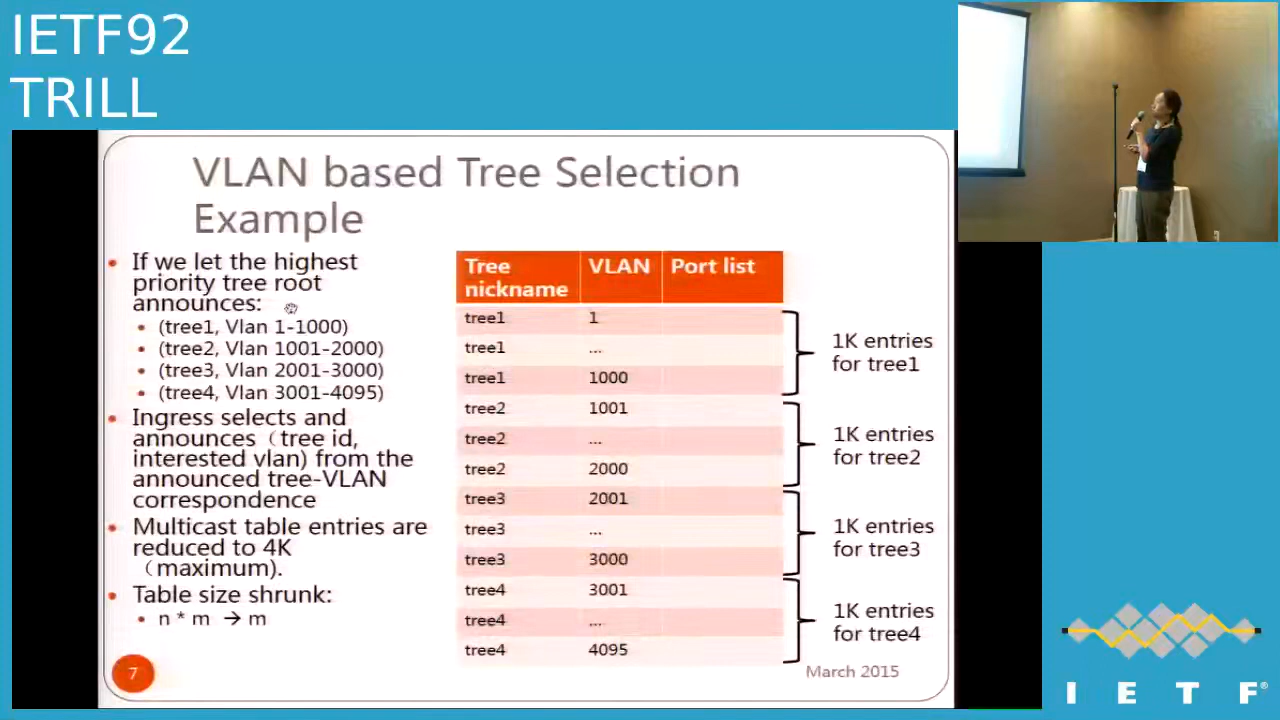 IETF92
TRILL
VLAN based Tree Selection
Example
• If we let the highest
priority tree root
announces:
• (tree1, Vlan 1-1000)
• (tree2, Vlan 1001-2000)
• (tree3, Vlan 2001-3000)
• (tree4, Vlan 3001-4095)
• Ingress selects and
announces（tree id,
interested vlan) from the
announced tree-VLAN
correspondence
• Multicast table entries are
reduced to 4K
（maximum).
• Table size shrunk:
• n * m → m
Tree nickname VLAN Port list
tree1 1
tree1 ...
tree1 1000
tree2 1001
tree2 ...
tree2 2000
tree3 2001
tree3 ...
tree3 3000
tree4 3001
tree4 ...
tree4 4095
1K entries
for tree1
1K entries
for tree2
1K entries
for tree3
1K entries
for tree4
7
March 2015
I E T F®